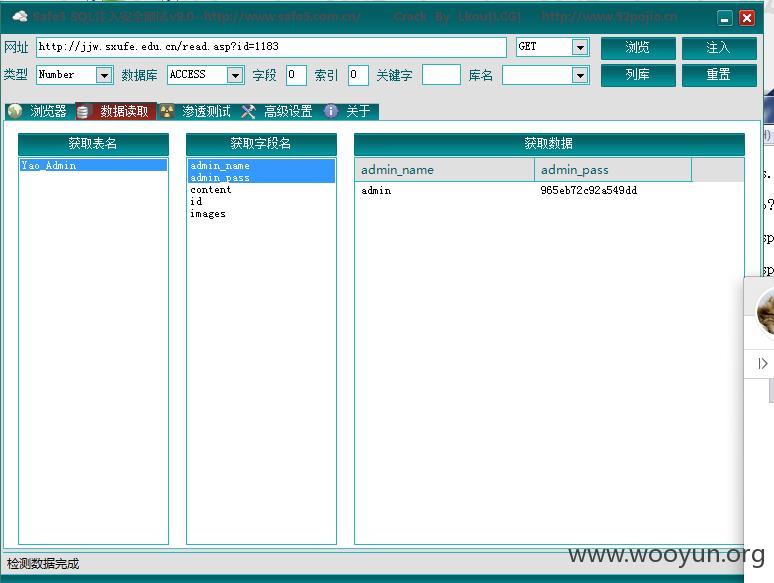 Safe3 SQL注入安全测试 v9.0- http://www.safe3.com.cn/ Crack By Lkou[LCG] http://www.52pojie.cn
网址 http://jjw.sxufe.edu.cn/read.asp?id=1183 GET 浏览 注入
类型 Number 数据库 ACCESS 字段 0 索引 0 关键字 库名 列库 重置
浏览器 数据读取 渗透测试 高级设置 关于
获取表名 获取字段名 获取数据
Yao_Admin
admin_name
admin_pass
content
id
images
admin_name admin_pass
admin 965eb72c92a549dd
www.wooyun.org
检测数据完成